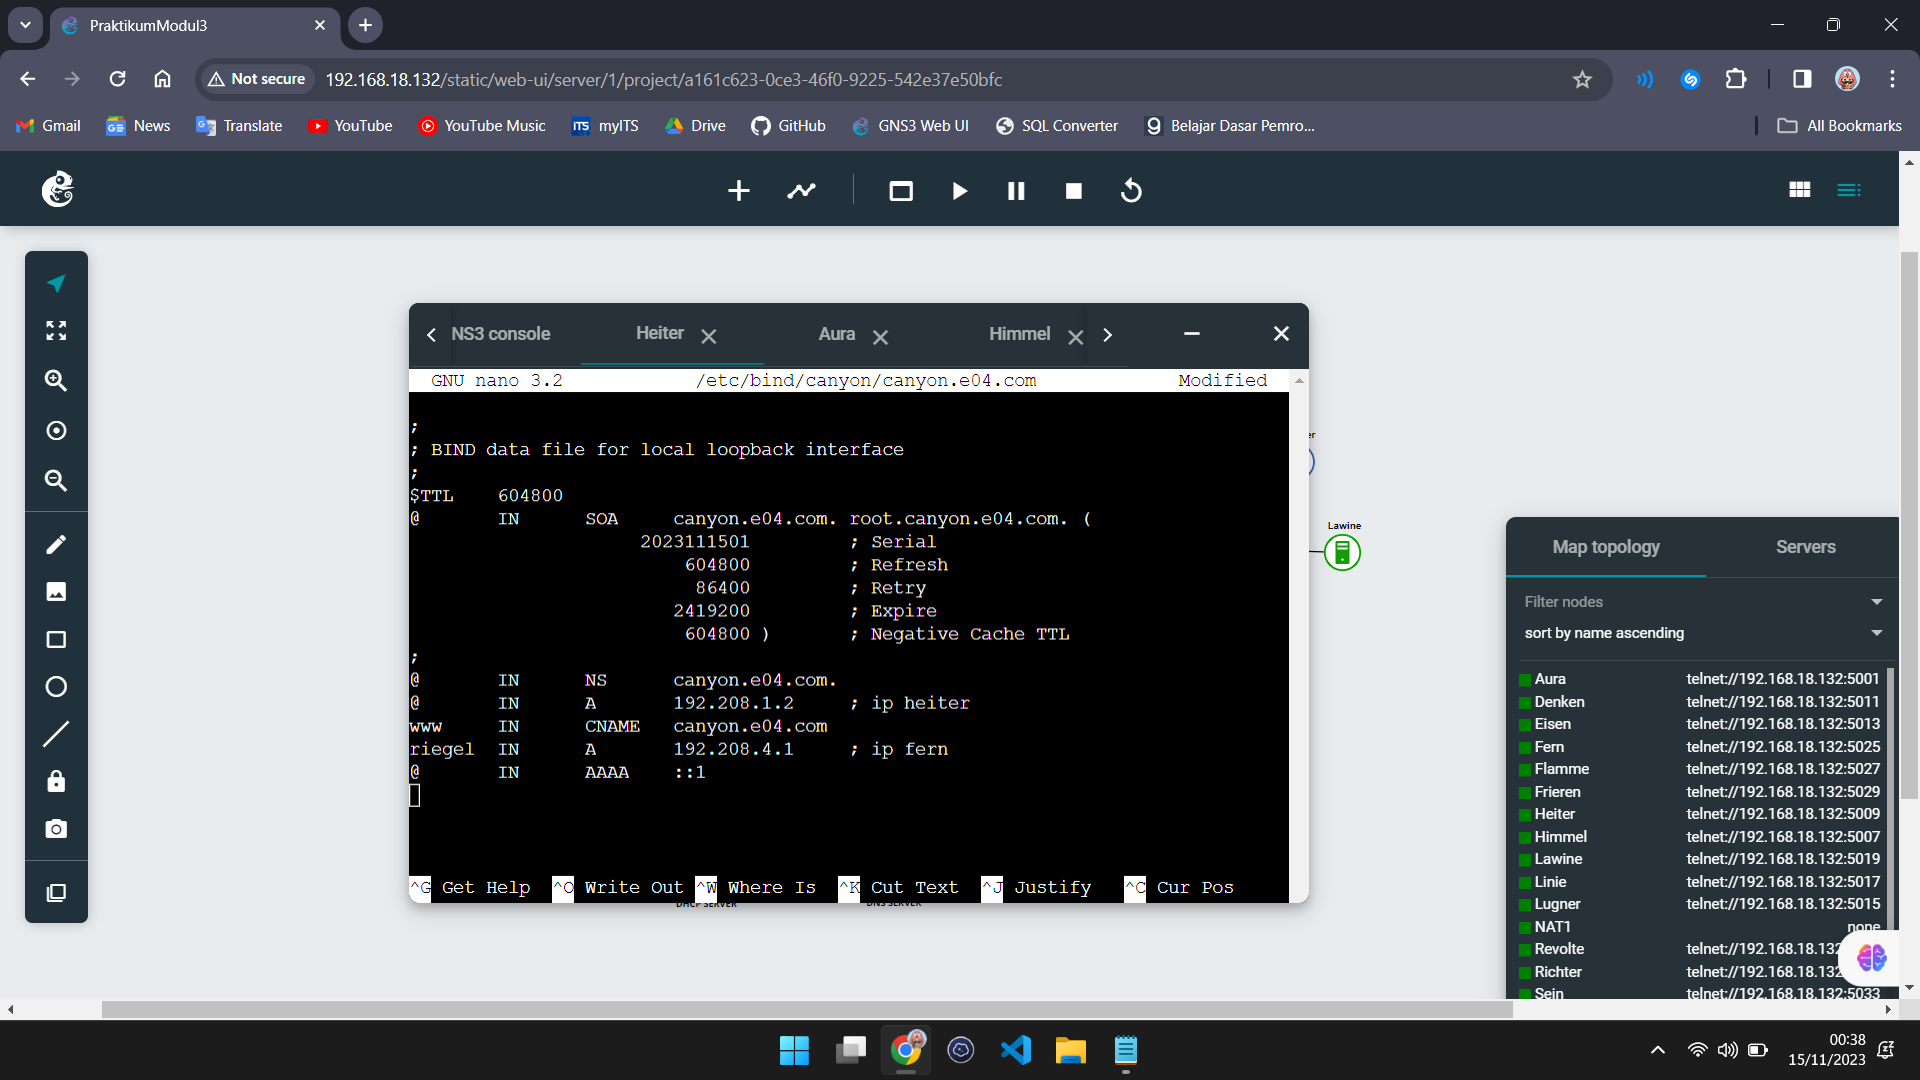 PraktikumModul3
Not secure
192.168.18.132/static/web-ui/server/1/project/a161c623-0ce3-46f0-9225-542e37e50bfc
Gmail
News
Translate
YouTube
YouTube Music
ITS myITS
Drive
GitHub
GNS3 Web UI
SQL Converter
Belajar Dasar Pemro...
All Bookmarks
NS3 console
Heiter
Aura
Himmel
GNU nano 3.2 /etc/bind/canyon/canyon.e04.com Modified
;
; BIND data file for local loopback interface
;
$TTL 604800
@ IN SOA canyon.e04.com. root.canyon.e04.com. (
2023111501 ; Serial
604800 ; Refresh
86400 ; Retry
2419200 ; Expire
604800 ) ; Negative Cache TTL
;
@ IN NS canyon.e04.com.
@ IN A 192.208.1.2 ; ip heiter
www IN CNAME canyon.e04.com
riegel IN A 192.208.4.1 ; ip fern
@ IN AAAA ::1
^G Get Help ^O Write Out ^W Where Is ^K Cut Text ^J Justify ^C Cur Pos
DHCP SERVER
DNS SERVER
er
Lawine
Map topology
Servers
Filter nodes
sort by name ascending
Aura telnet://192.168.18.132:5001
Denken telnet://192.168.18.132:5011
Eisen telnet://192.168.18.132:5013
Fern telnet://192.168.18.132:5025
Flamme telnet://192.168.18.132:5027
Frieren telnet://192.168.18.132:5029
Heiter telnet://192.168.18.132:5009
Himmel telnet://192.168.18.132:5007
Lawine telnet://192.168.18.132:5019
Linie telnet://192.168.18.132:5017
Lugner telnet://192.168.18.132:5015
NAT1 none
Revolte telnet://192.168.18.132
Richter telnet://192.168.18.132
Sein telnet://192.168.18.132:5033
00:38
15/11/2023